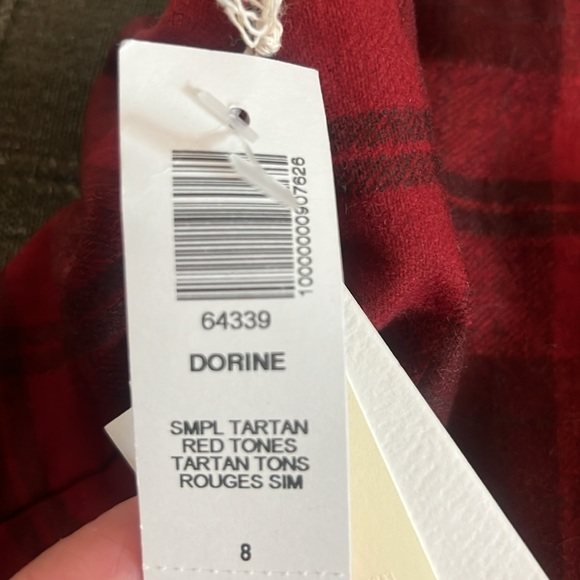 10000000907626
64339
DORINE
SMPL TARTAN
RED TONES
TARTAN TONS
ROUGES SIM
8